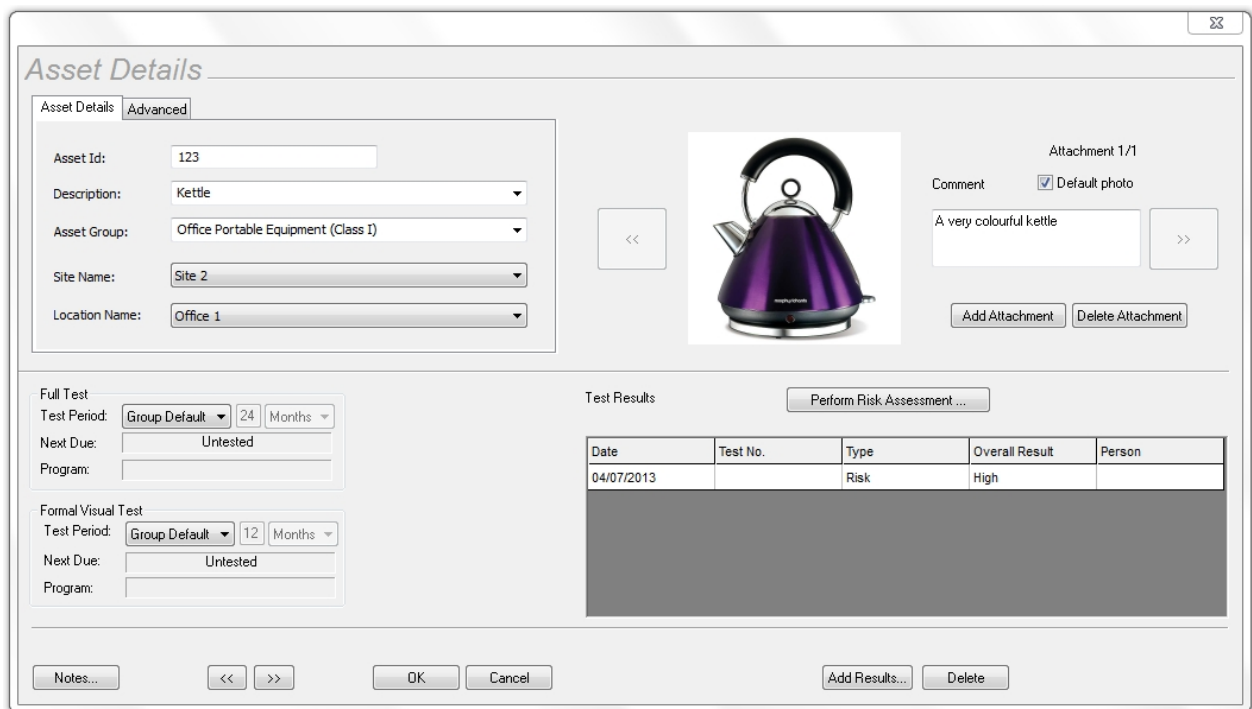 Asset Details
Asset Details Advanced
Asset Id: 123
Description: Kettle
Asset Group: Office Portable Equipment (Class I)
Site Name: Site 2
Location Name: Office 1
<<
morphy richards
Attachment 1/1
Comment Default photo
A very colourful kettle
>>
Add Attachment Delete Attachment
Full Test
Test Period: Group Default 24 Months
Next Due: Untested
Program:
Formal Visual Test
Test Period: Group Default 12 Months
Next Due: Untested
Program:
Test Results Perform Risk Assessment ...
Date Test No. Type Overall Result Person
04/07/2013 Risk High
Notes... << >> OK Cancel Add Results... Delete